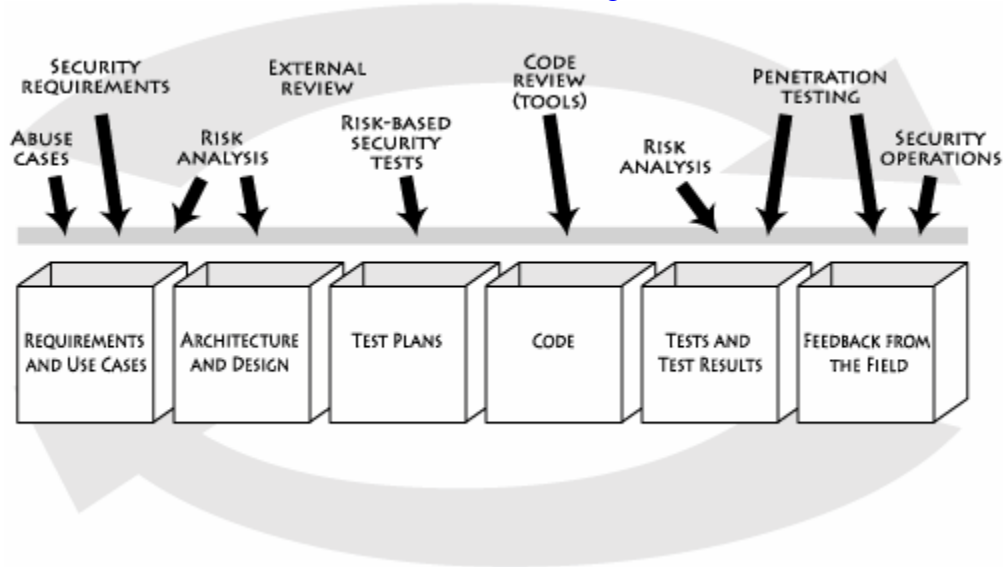 SECURITY
REQUIREMENTS
EXTERNAL
REVIEW
CODE
REVIEW
(TOOLS)
PENETRATION
TESTING
ABUSE
CASES
RISK
ANALYSIS
RISK-BASED
SECURITY
TESTS
RISK
ANALYSIS
SECURITY
OPERATIONS
REQUIREMENTS
AND USE CASES
ARCHITECTURE
AND DESIGN
TEST PLANS
CODE
TESTS AND
TEST RESULTS
FEEDBACK FROM
THE FIELD